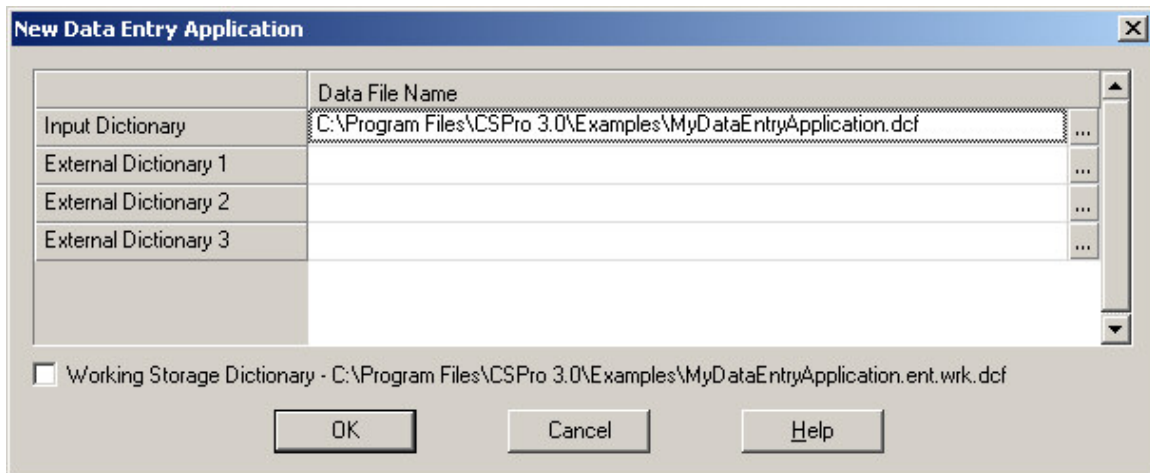 New Data Entry Application
Data File Name
Input Dictionary C:\Program Files\CSPro 3.0\Examples\MyDataEntryApplication.dcf ...
External Dictionary 1 ...
External Dictionary 2 ...
External Dictionary 3 ...
Working Storage Dictionary - C:\Program Files\CSPro 3.0\Examples\MyDataEntryApplication.ent.wrk.dcf
OK Cancel Help